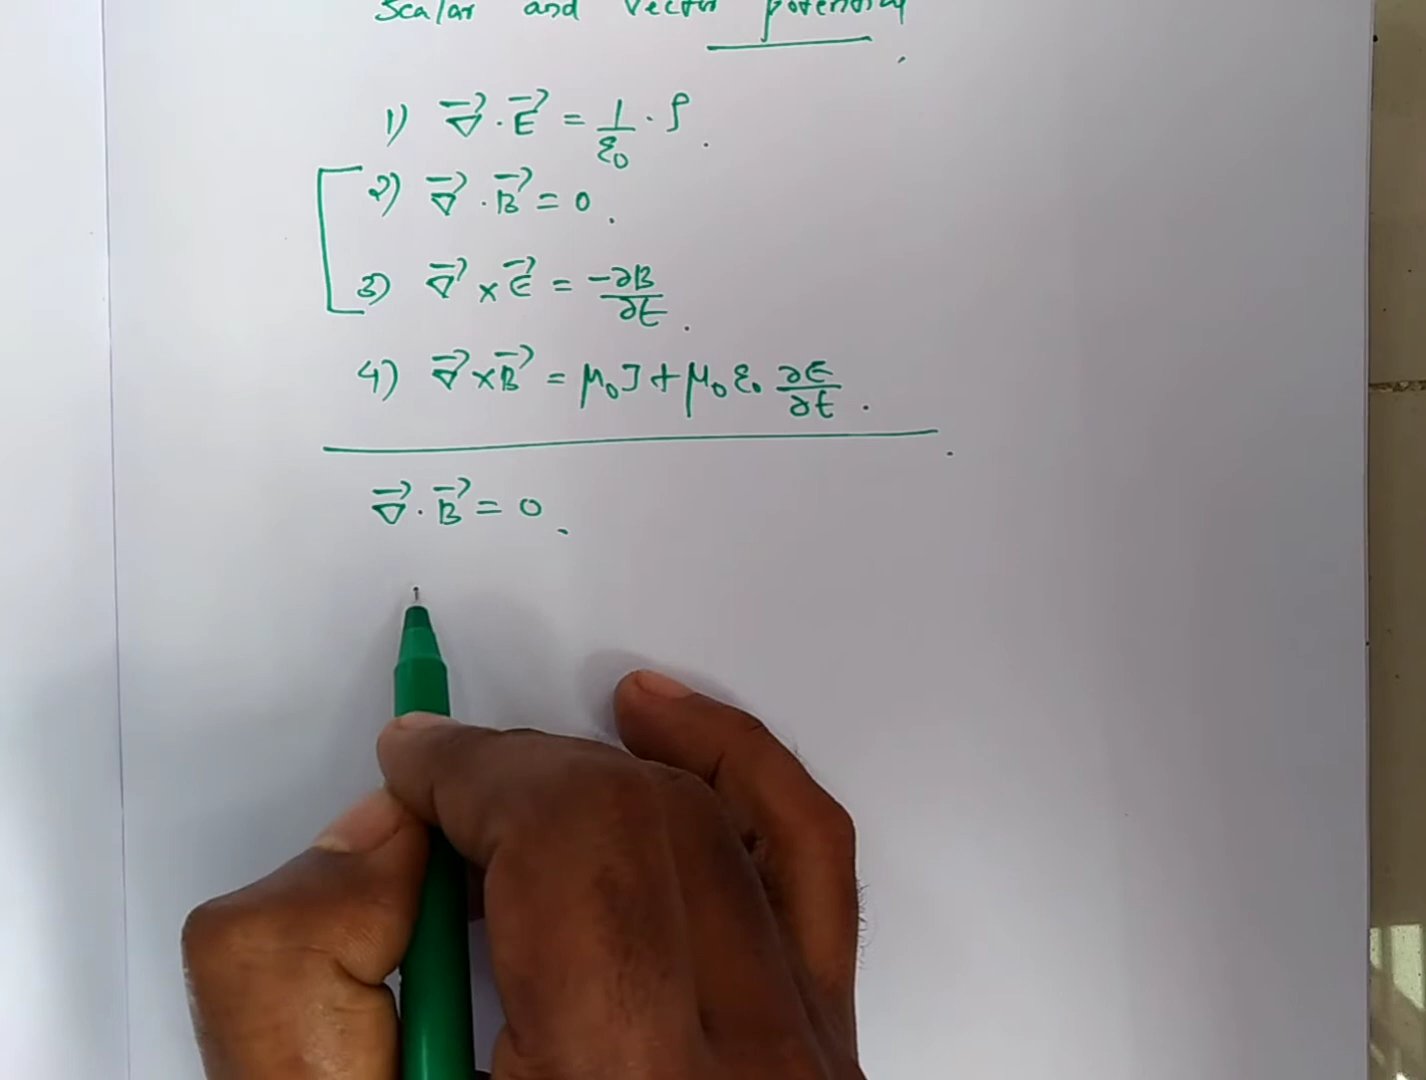 Scalar and Vector potential
1) ∇⃗ . E⃗ = 1/ε₀ . ρ .
2) ∇⃗ . B⃗ = 0 .
3) ∇⃗ × E⃗ = -∂B/∂t .
4) ∇⃗ × B⃗ = μ₀J + μ₀ε₀ ∂E/∂t .
∇⃗ . B⃗ = 0 .